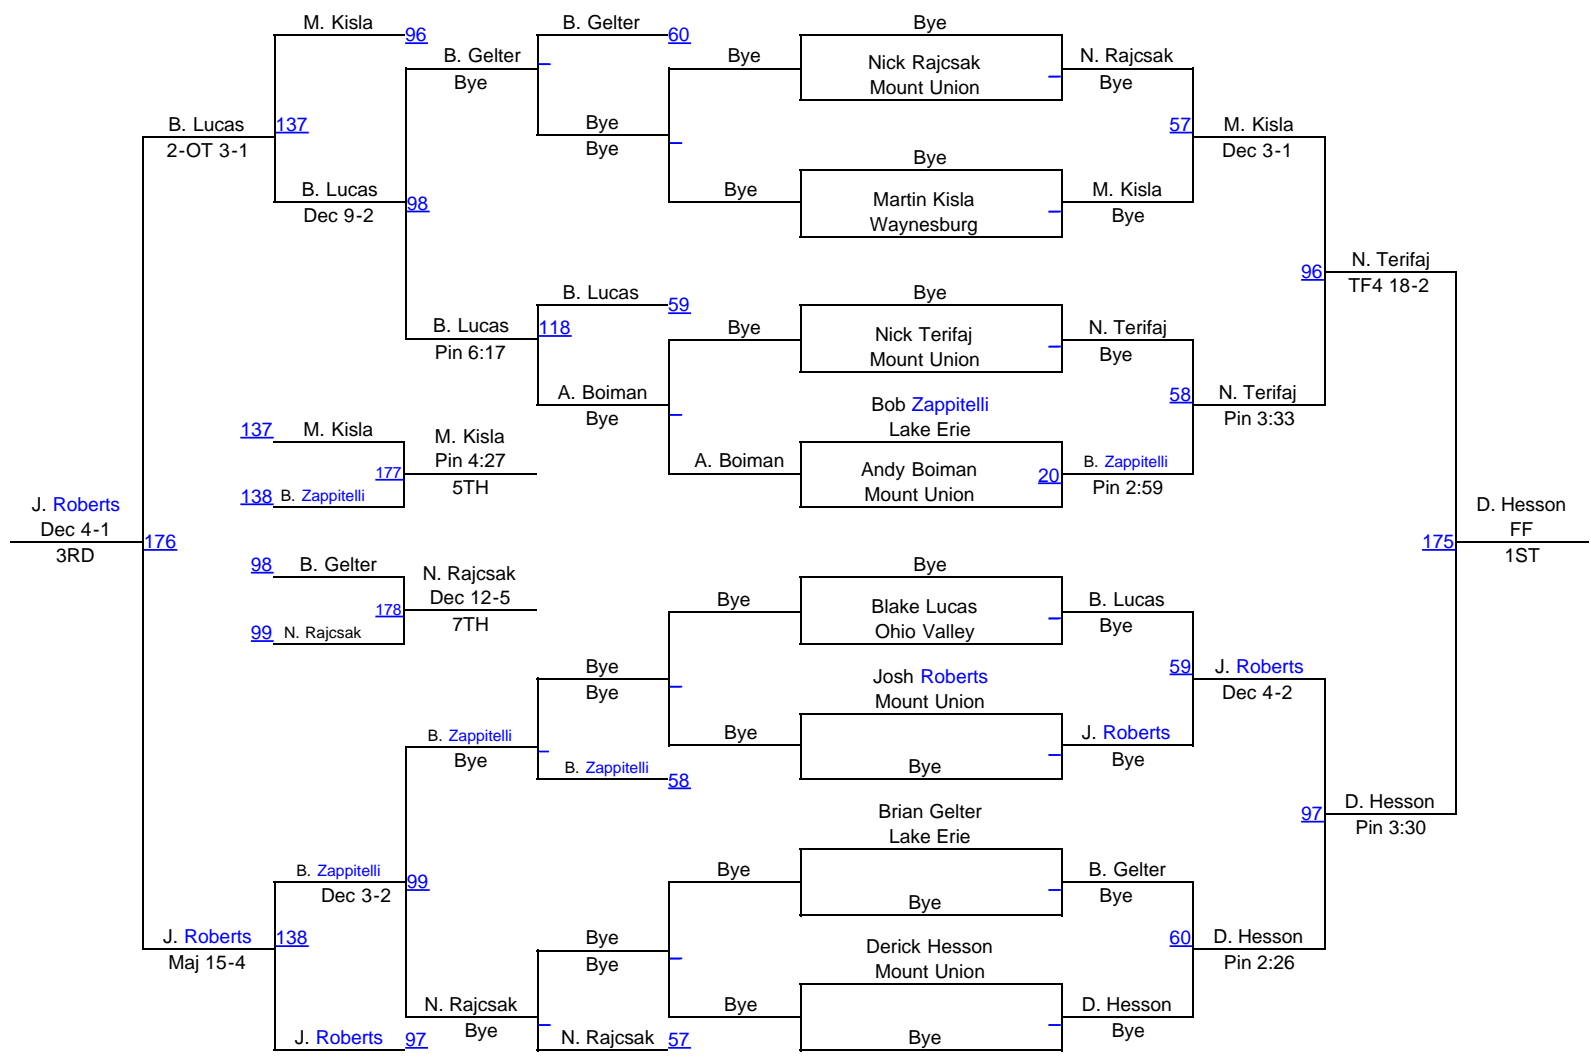 M. Kisla
96
B. Gelter
Bye
B. Gelter
60
Bye
Bye
Nick Rajcsak
Mount Union
N. Rajcsak
Bye
B. Lucas
2-OT 3-1
137
Bye
Bye
57
M. Kisla
Dec 3-1
B. Lucas
Dec 9-2
98
Bye
Bye
Martin Kisla
Waynesburg
M. Kisla
Bye
96
N. Terifaj
TF4 18-2
B. Lucas
Pin 6:17
B. Lucas
59
118
Bye
Bye
Nick Terifaj
Mount Union
N. Terifaj
Bye
A. Boiman
Bye
Bob Zappitelli
Lake Erie
58
N. Terifaj
Pin 3:33
137
M. Kisla
138
B. Zappitelli
177
M. Kisla
Pin 4:27
5TH
A. Boiman
Andy Boiman
Mount Union
20
B. Zappitelli
Pin 2:59
J. Roberts
Dec 4-1
3RD
176
175
D. Hesson
FF
1ST
98
B. Gelter
99
N. Rajcsak
178
N. Rajcsak
Dec 12-5
7TH
Bye
Bye
Blake Lucas
Ohio Valley
B. Lucas
Bye
Bye
Bye
Josh Roberts
Mount Union
59
J. Roberts
Dec 4-2
B. Zappitelli
Bye
B. Zappitelli
58
Bye
Bye
J. Roberts
Bye
97
D. Hesson
Pin 3:30
B. Zappitelli
Dec 3-2
99
Bye
Brian Gelter
Lake Erie
Bye
B. Gelter
Bye
J. Roberts
Maj 15-4
138
Bye
Bye
Derick Hesson
Mount Union
60
D. Hesson
Pin 2:26
N. Rajcsak
Bye
Bye
D. Hesson
Bye
J. Roberts
97
N. Rajcsak
57
Bye